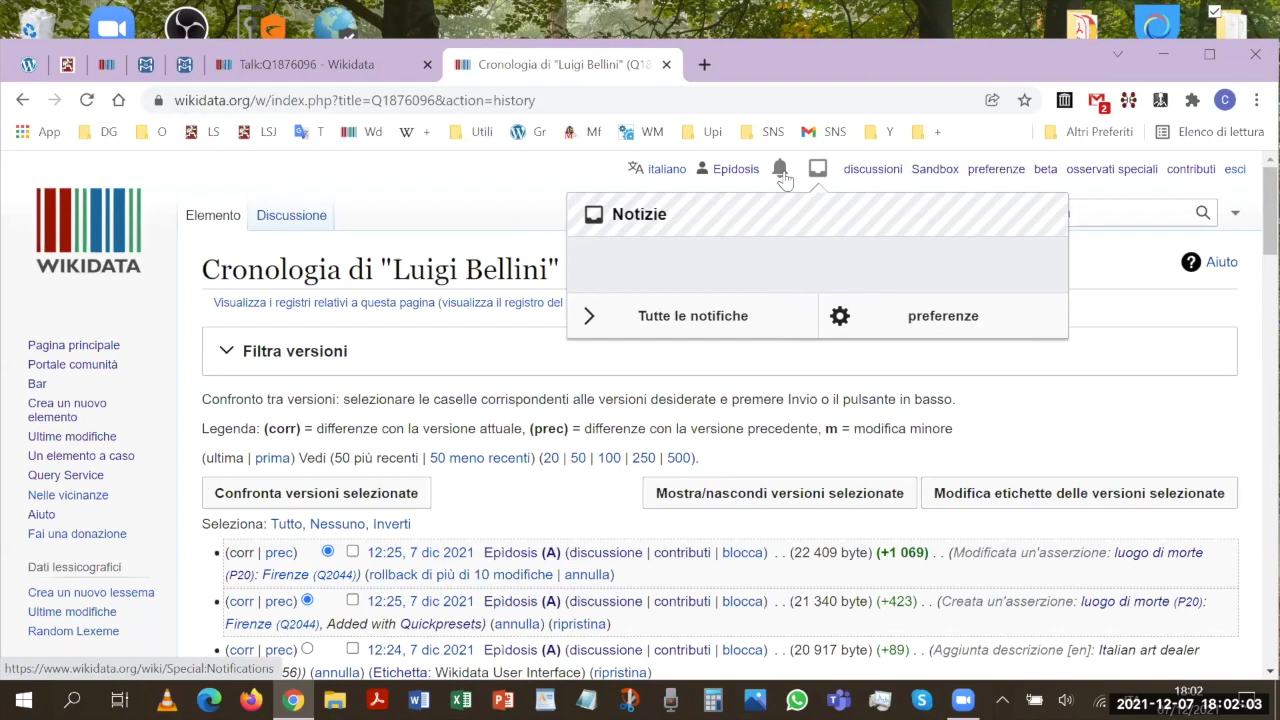 Talk:Q1876096 - Wikidata
Cronologia di "Luigi Bellini" (Q18
wikidata.org/w/index.php?title=Q1876096&action=history
2
C
App DG O LS LSJ T Wd + Utili Gr Mf WM Upi SNS SNS Y + Altri Preferiti Elenco di lettura
italiano Epìdosis discussioni Sandbox preferenze beta osservati speciali contributi esci
Notizie
Elemento Discussione
WIKIDATA
Cronologia di "Luigi Bellini"
Aiuto
Visualizza i registri relativi a questa pagina (visualizza il registro del
Tutte le notifiche preferenze
Filtra versioni
Pagina principale
Portale comunità
Bar
Crea un nuovo
elemento
Ultime modifiche
Un elemento a caso
Query Service
Nelle vicinanze
Aiuto
Fai una donazione
Dati lessicografici
Crea un nuovo lessema
Ultime modifiche
Random Lexeme
Confronto tra versioni: selezionare le caselle corrispondenti alle versioni desiderate e premere Invio o il pulsante in basso.
Legenda: (corr) = differenze con la versione attuale, (prec) = differenze con la versione precedente, m = modifica minore
(ultima | prima) Vedi (50 più recenti | 50 meno recenti) (20 | 50 | 100 | 250 | 500).
Confronta versioni selezionate Mostra/nascondi versioni selezionate Modifica etichette delle versioni selezionate
Seleziona: Tutto, Nessuno, Inverti
(corr | prec) 12:25, 7 dic 2021 Epìdosis (A) (discussione | contributi | blocca) . . (22 409 byte) (+1 069) . . (Modificata un'asserzione: luogo di morte
(P20): Firenze (Q2044)) (rollback di più di 10 modifiche | annulla)
(corr | prec) 12:25, 7 dic 2021 Epìdosis (A) (discussione | contributi | blocca) . . (21 340 byte) (+423) . . (Creata un'asserzione: luogo di morte (P20):
Firenze (Q2044), Added with Quickpresets) (annulla) (ripristina)
(corr | prec) 12:24, 7 dic 2021 Epìdosis (A) (discussione | contributi | blocca) . . (20 917 byte) (+89) . . (Aggiunta descrizione [en]: Italian art dealer
56)) (annulla) (Etichetta: Wikidata User Interface) (ripristina)
https://www.wikidata.org/wiki/Special:Notifications
18:02
2021-12-07 18:02:03